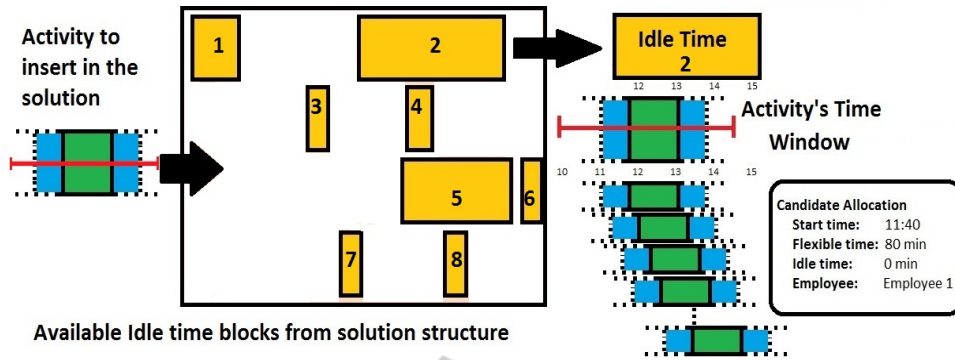 Activity to
insert in the
solution
1
2
3
4
5
6
7
8
Available Idle time blocks from solution structure
Idle Time
2
12 13 14 15
Activity's Time
Window
10 11 12 13 14 15
Candidate Allocation
Start time: 11:40
Flexible time: 80 min
Idle time: 0 min
Employee: Employee 1